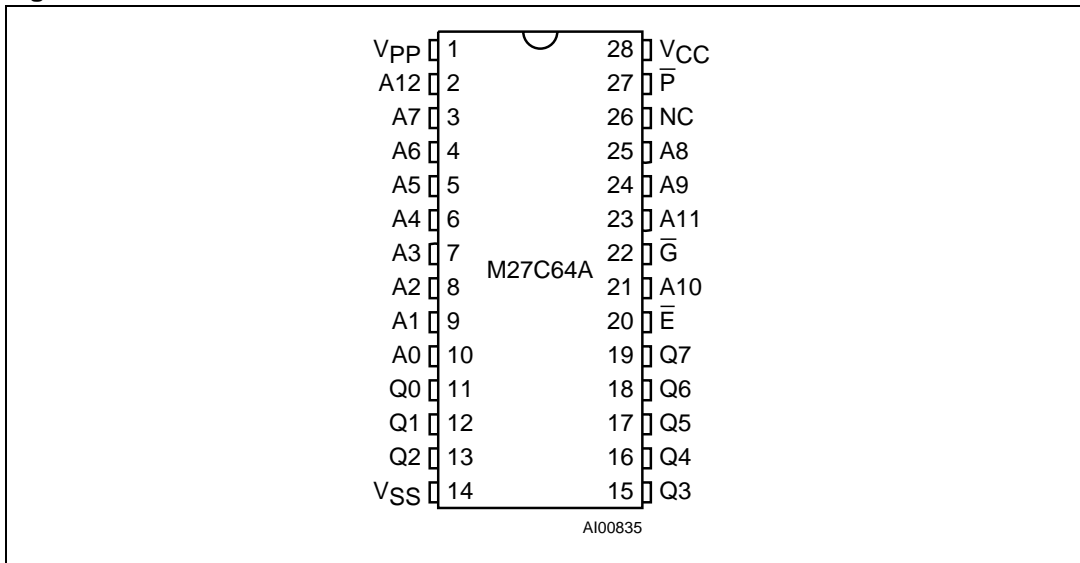 VPP 1 28 VCC
A12 2 27 P̅
A7 3 26 NC
A6 4 25 A8
A5 5 24 A9
A4 6 23 A11
A3 7 22 G̅
M27C64A
A2 8 21 A10
A1 9 20 E̅
A0 10 19 Q7
Q0 11 18 Q6
Q1 12 17 Q5
Q2 13 16 Q4
VSS 14 15 Q3
AI00835